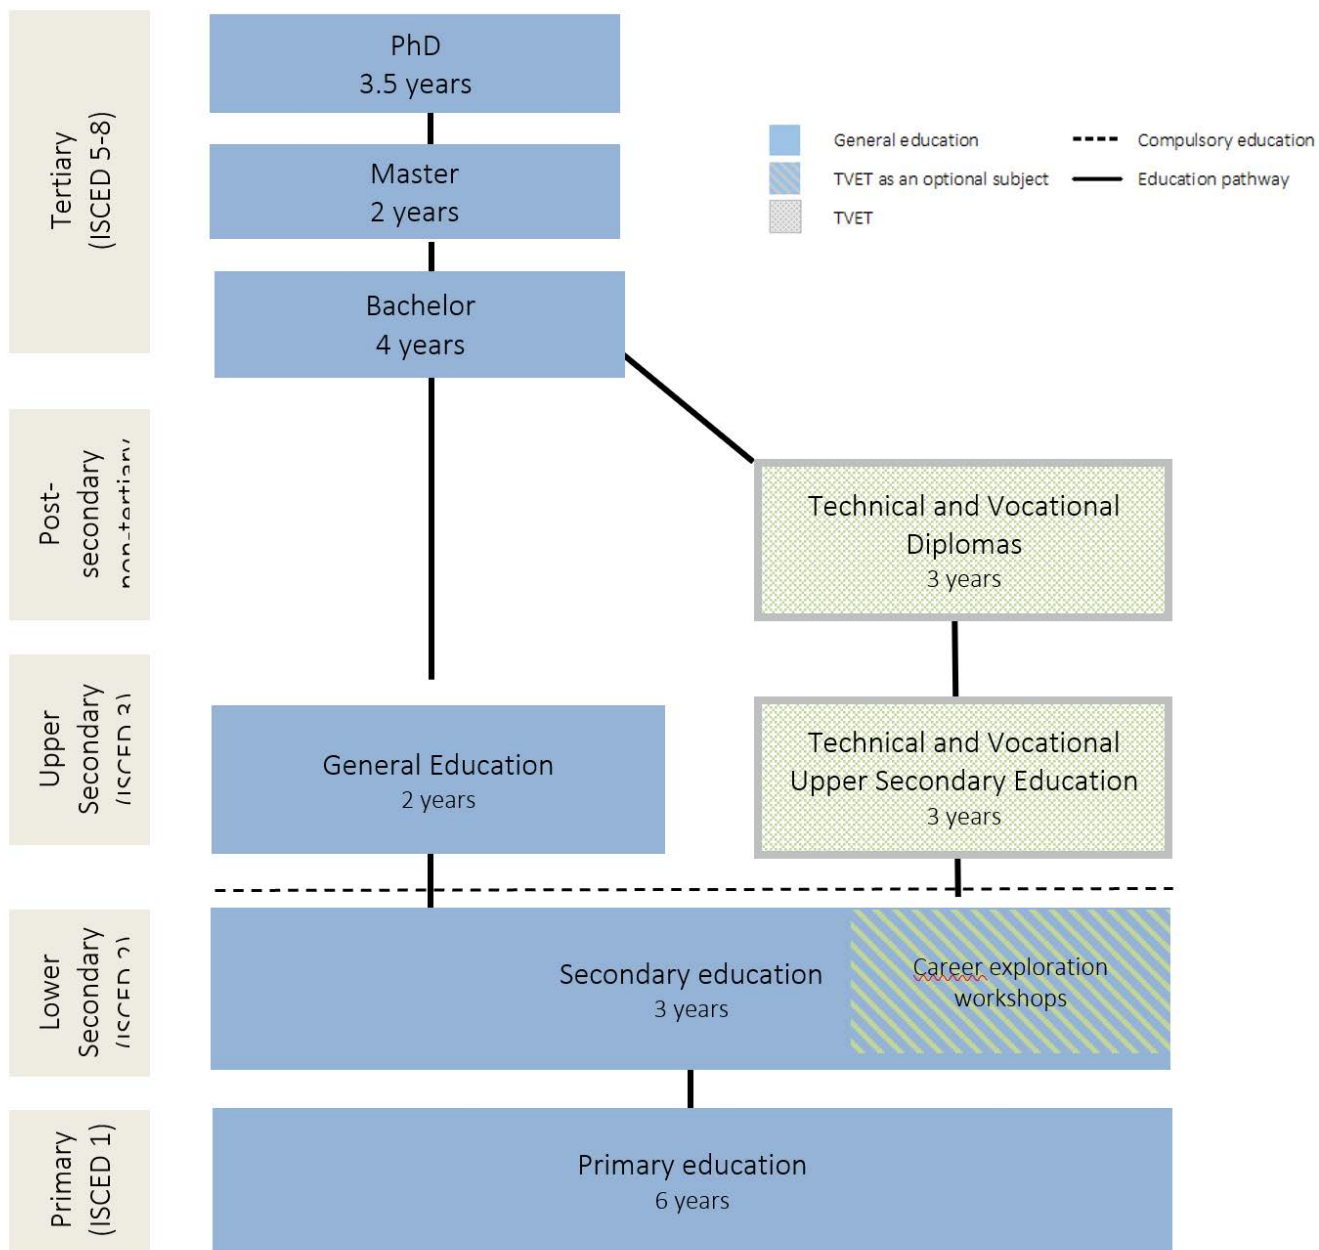 PhD
3.5 years
Master
2 years
Bachelor
4 years
General education
TVET as an optional subject
TVET
Compulsory education
Education pathway
Technical and Vocational
Diplomas
3 years
General Education
2 years
Technical and Vocational
Upper Secondary Education
3 years
Secondary education
3 years
Career exploration
workshops
Primary education
6 years
Tertiary
(ISCED 5-8)
Post-
secondary
Upper
Secondary
Lower
Secondary
Primary
(ISCED 1)